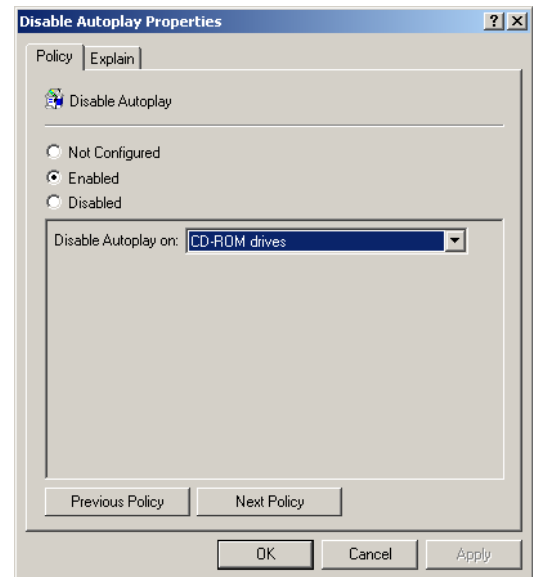 Disable Autoplay Properties
Policy Explain
Disable Autoplay
Not Configured
Enabled
Disabled
Disable Autoplay on: CD-ROM drives
Previous Policy Next Policy
OK Cancel Apply